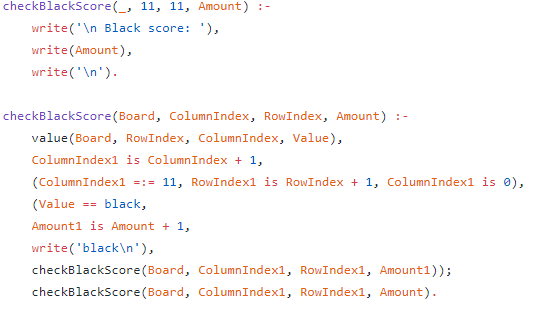 checkBlackScore(_, 11, 11, Amount) :-
    write('\n Black score: '),
    write(Amount),
    write('\n').

checkBlackScore(Board, ColumnIndex, RowIndex, Amount) :-
    value(Board, RowIndex, ColumnIndex, Value),
    ColumnIndex1 is ColumnIndex + 1,
    (ColumnIndex1 =:= 11, RowIndex1 is RowIndex + 1, ColumnIndex1 is 0),
    (Value == black,
    Amount1 is Amount + 1,
    write('black\n'),
    checkBlackScore(Board, ColumnIndex1, RowIndex1, Amount1));
    checkBlackScore(Board, ColumnIndex1, RowIndex1, Amount).